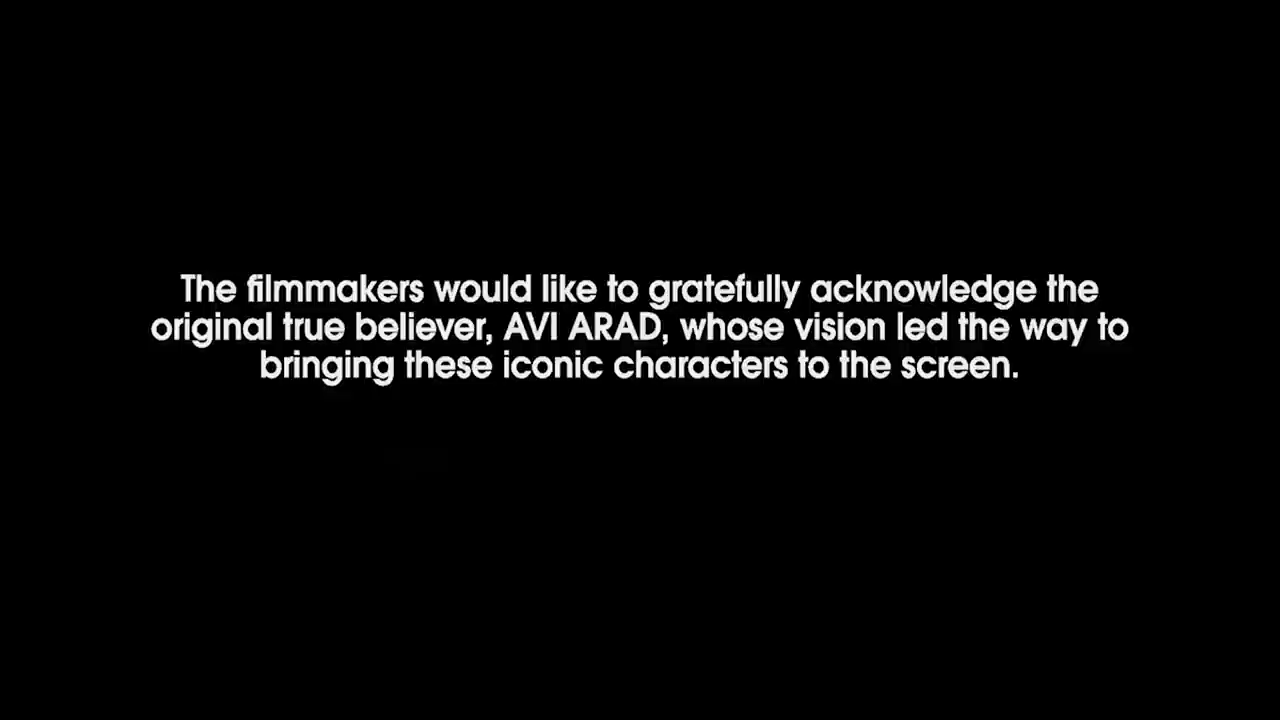 The filmmakers would like to gratefully acknowledge the
original true believer, AVI ARAD, whose vision led the way to
bringing these iconic characters to the screen.